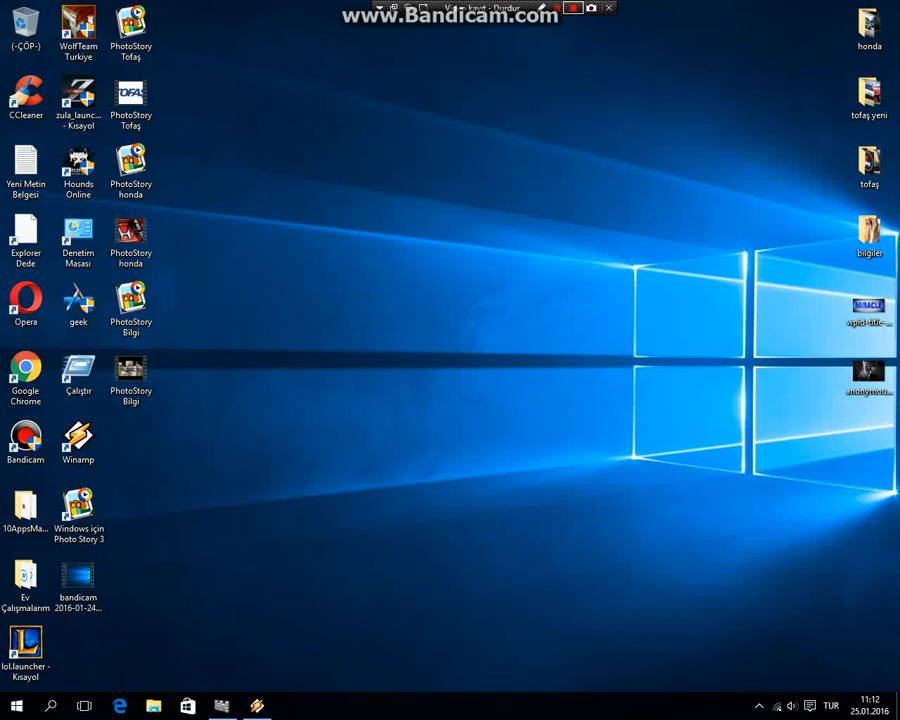 www.Bandicam.com
(-ÇÖP-)
WolfTeam
Turkiye
PhotoStory
Tofaş
honda
CCleaner
zula_launc...
- Kısayol
TOFAŞ
PhotoStory
Tofaş
tofaş yeni
Yeni Metin
Belgesi
Hounds
Online
PhotoStory
honda
tofaş
Explorer
Dede
Denetim
Masası
PhotoStory
honda
bilgiler
Opera
geek
PhotoStory
Bilgi
MIRACLE
wpid-title-...
Google
Chrome
Çalıştır
PhotoStory
Bilgi
anonymou...
Bandicam
Winamp
10AppsMa...
Windows için
Photo Story 3
Ev
Çalışmalarım
bandicam
2016-01-24...
lol.launcher -
Kısayol
TUR
11:12
25.01.2016